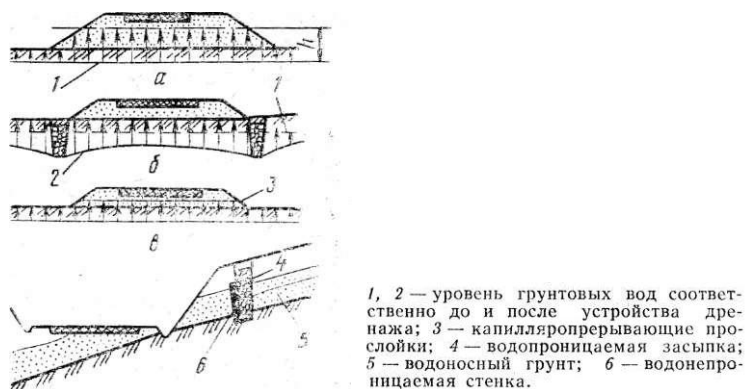 h
1
а
1
2
б
3
в
4
6
5
1, 2 — уровень грунтовых вод соответ-
ственно до и после устройства дре-
нажа; 3 — капилляропрерывающие про-
слойки; 4 — водопроницаемая засыпка;
5 — водоносный грунт; 6 — водонепро-
ницаемая стенка.